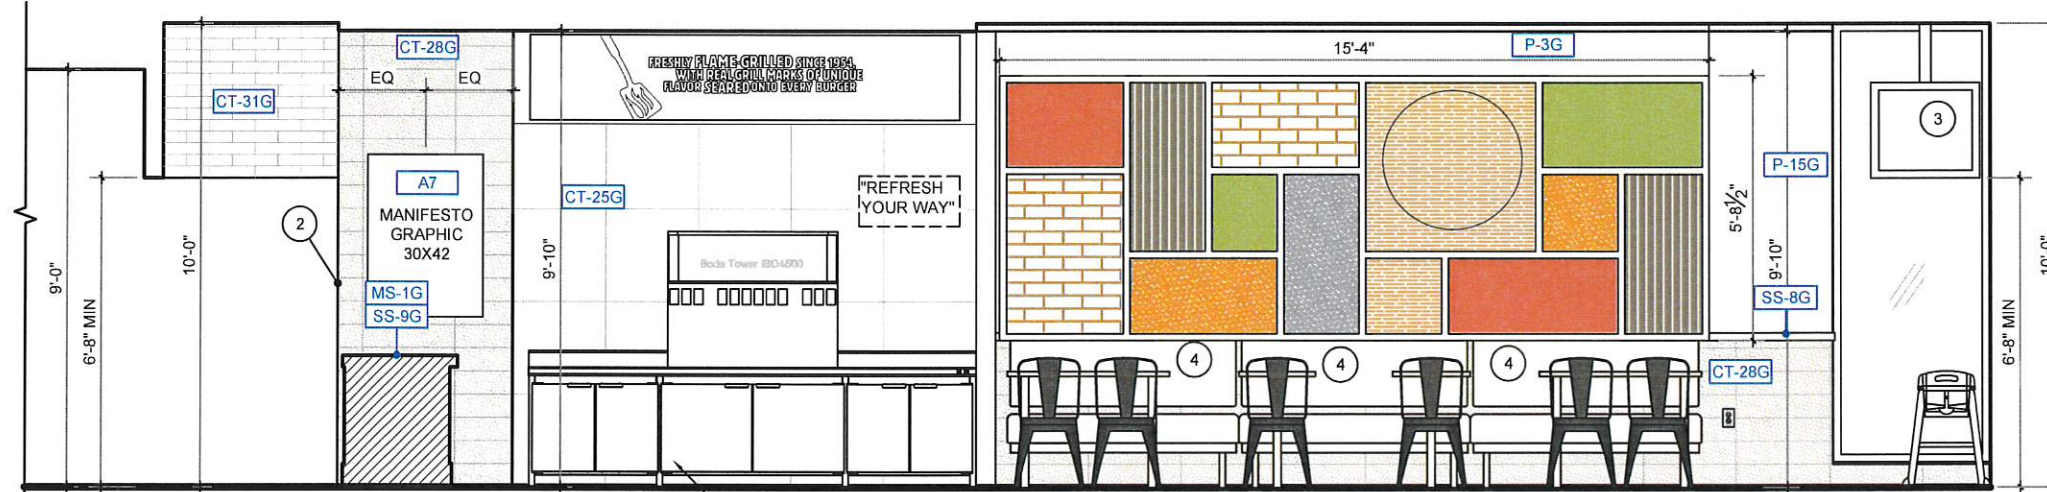 CT-28G
EQ
EQ
CT-31G
A7
MANIFESTO
GRAPHIC
30X42
MS-1G
SS-9G
2
9'-0"
6'-8" MIN
10'-0"
FRESHLY FLAME-GRILLED SINCE 1954,
WITH REAL GRILL MARKS OF UNIQUE
FLAVOR SEARED ONTO EVERY BURGER
CT-25G
"REFRESH
YOUR WAY"
9'-10"
Soda Tower
15'-4"
P-3G
5'-8½"
P-15G
9'-10"
SS-8G
CT-28G
4
4
4
3
6'-8" MIN
10'-0"